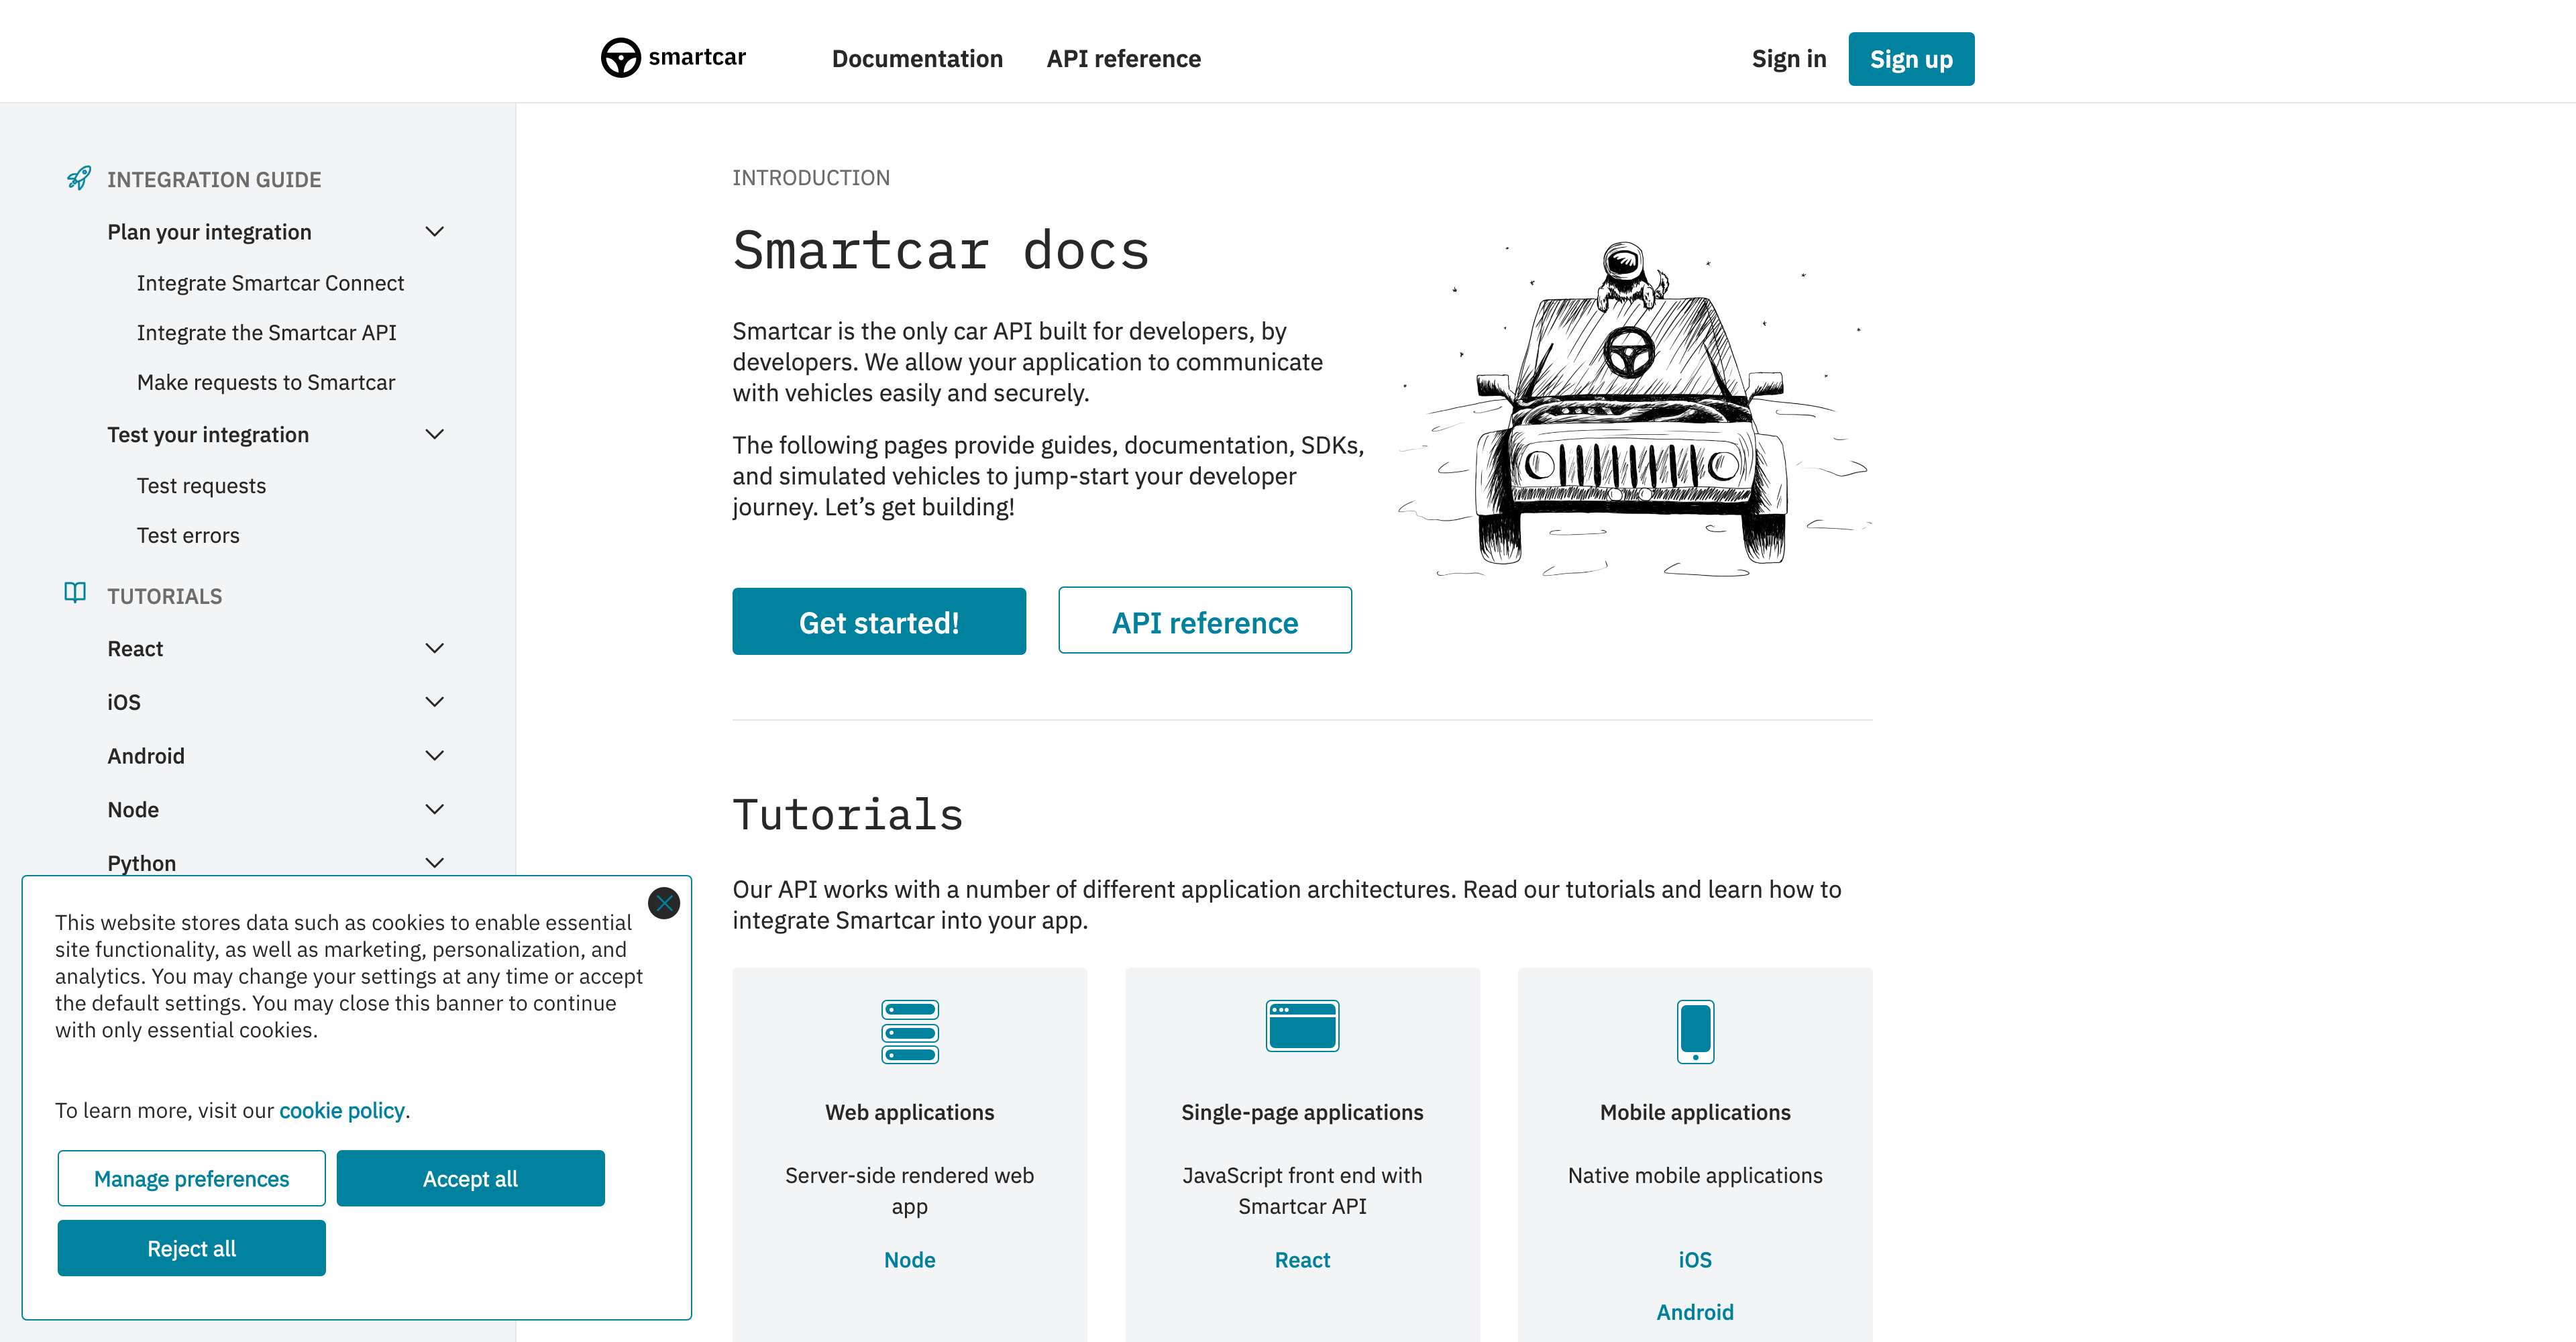 smartcar
Documentation
API reference
Sign in
Sign up
INTEGRATION GUIDE
Plan your integration
Integrate Smartcar Connect
Integrate the Smartcar API
Make requests to Smartcar
Test your integration
Test requests
Test errors
TUTORIALS
React
iOS
Android
Node
Python
INTRODUCTION
Smartcar docs
Smartcar is the only car API built for developers, by
developers. We allow your application to communicate
with vehicles easily and securely.
The following pages provide guides, documentation, SDKs,
and simulated vehicles to jump-start your developer
journey. Let’s get building!
Get started!
API reference
Tutorials
Our API works with a number of different application architectures. Read our tutorials and learn how to
integrate Smartcar into your app.
Web applications
Server-side rendered web
app
Node
Single-page applications
JavaScript front end with
Smartcar API
React
Mobile applications
Native mobile applications
iOS
Android
This website stores data such as cookies to enable essential
site functionality, as well as marketing, personalization, and
analytics. You may change your settings at any time or accept
the default settings. You may close this banner to continue
with only essential cookies.
To learn more, visit our cookie policy.
Manage preferences
Accept all
Reject all